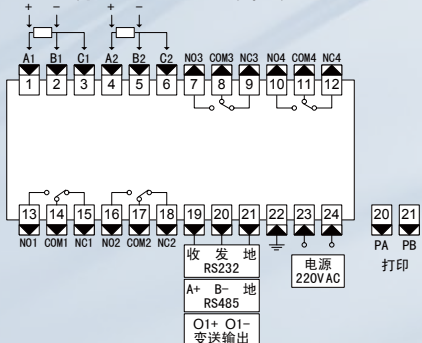 + − + −
A1 B1 C1 A2 B2 C2 NO3 COM3 NC3 NO4 COM4 NC4
1 2 3 4 5 6 7 8 9 10 11 12
13 14 15 16 17 18 19 20 21 22 23 24 20 21
NO1 COM1 NC1 NO2 COM2 NC2
PA PB
收 发 地
RS232
电源
220VAC
打印
A+ B- 地
RS485
O1+ O1-
变送输出